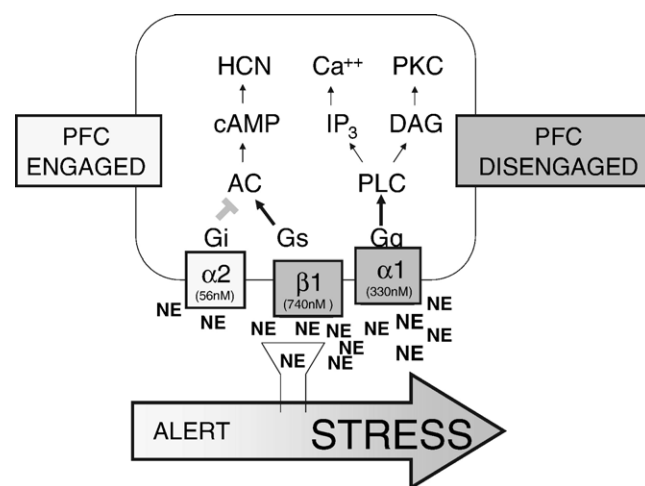 HCN Ca++ PKC
PFC ENGAGED
cAMP IP3 DAG
PFC DISENGAGED
AC PLC
Gi Gs Gq
α2 β1 α1
(56nM) (740nM ) (330nM)
NE NE NE NE NE NE NE NE
NE NE NE NE NE
ALERT STRESS